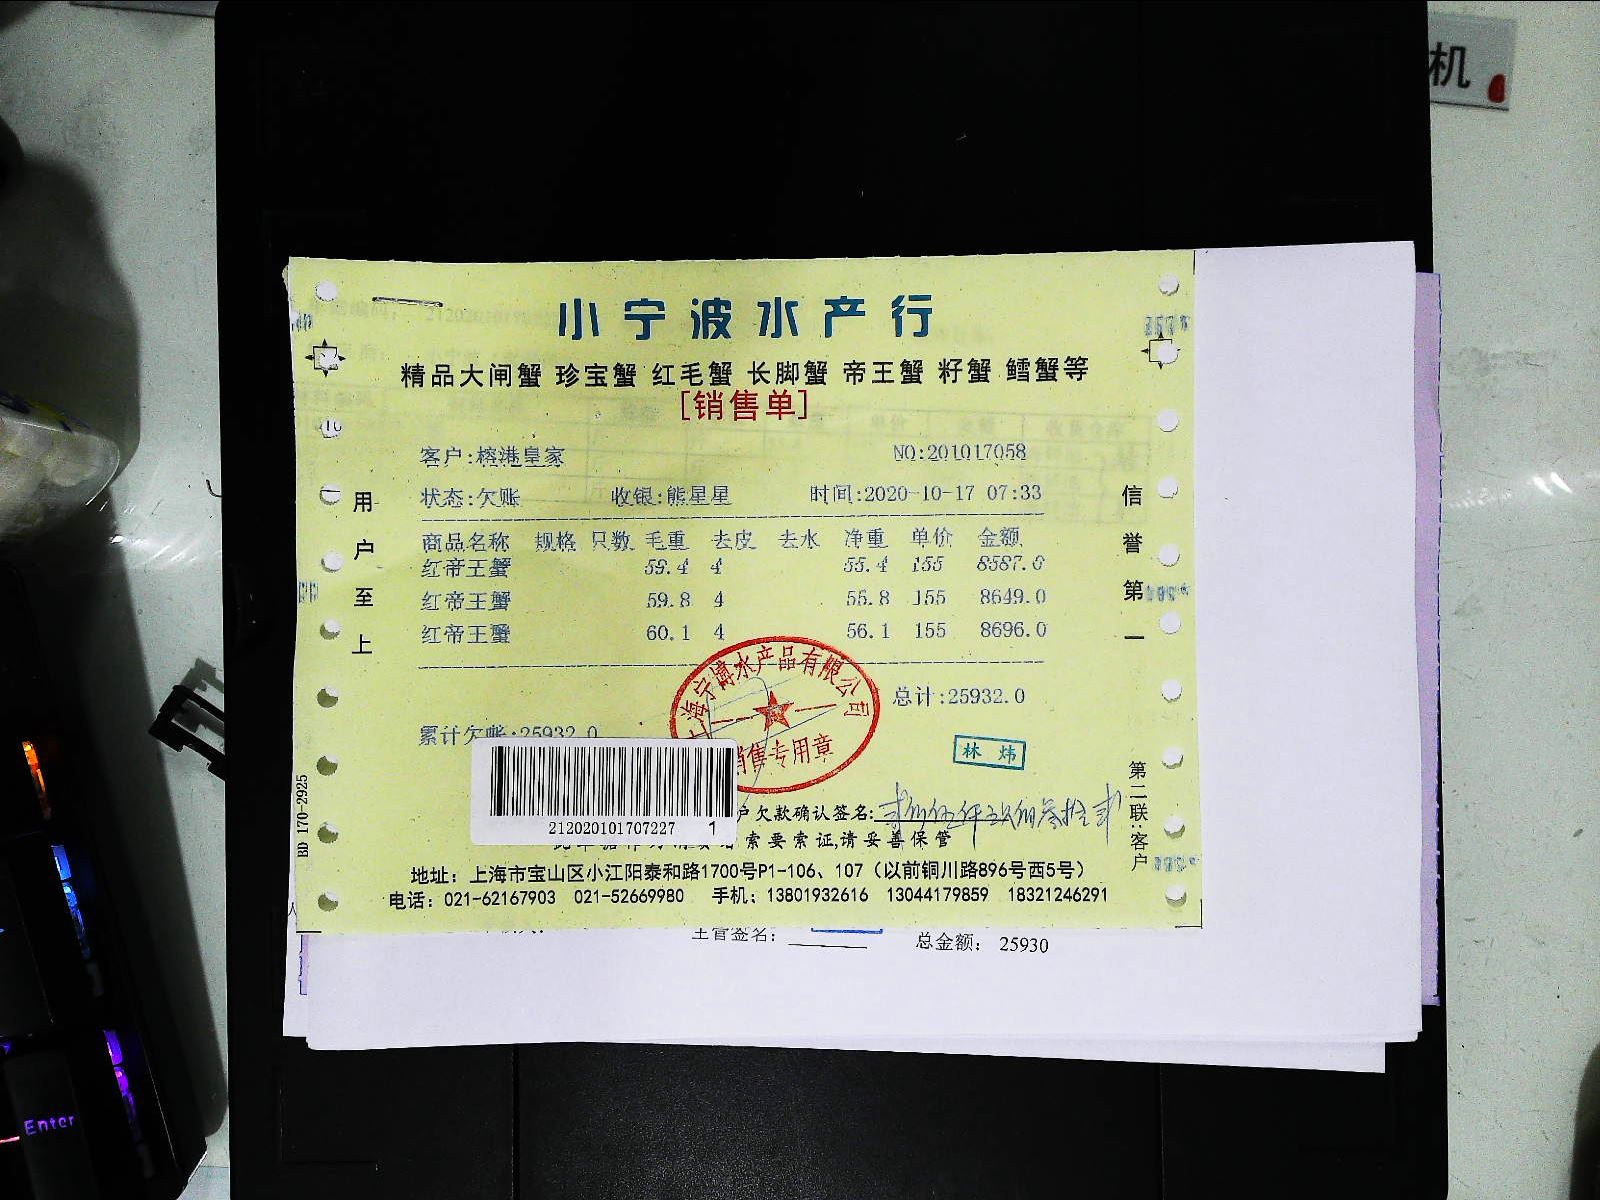 机
小宁波水产行
精品大闸蟹 珍宝蟹 红毛蟹 长脚蟹 帝王蟹 籽蟹 鳕蟹等
[销售单]
客户:榕港皇家 NO:201017058
状态:欠账 收银:熊星星 时间:2020-10-17 07:33
商品名称 规格 只数 毛重 去皮 去水 净重 单价 金额
红帝王蟹 59.4 4 55.4 155 8587.0
红帝王蟹 59.8 4 55.8 155 8649.0
红帝王蟹 60.1 4 56.1 155 8696.0
总计:25932.0
累计欠账:25932.0
上海宁博水产品有限公司
销售专用章
林炜
212020101707227 1
户欠款确认签名:
索要索证,请妥善保管
地址：上海市宝山区小江阳泰和路1700号P1-106、107（以前铜川路896号西5号）
电话：021-62167903 021-52669980 手机：13801932616 13044179859 18321246291
用户至上
信誉第一
第二联:客户
BD 170-2925
主管签名： 总金额： 25930
Enter